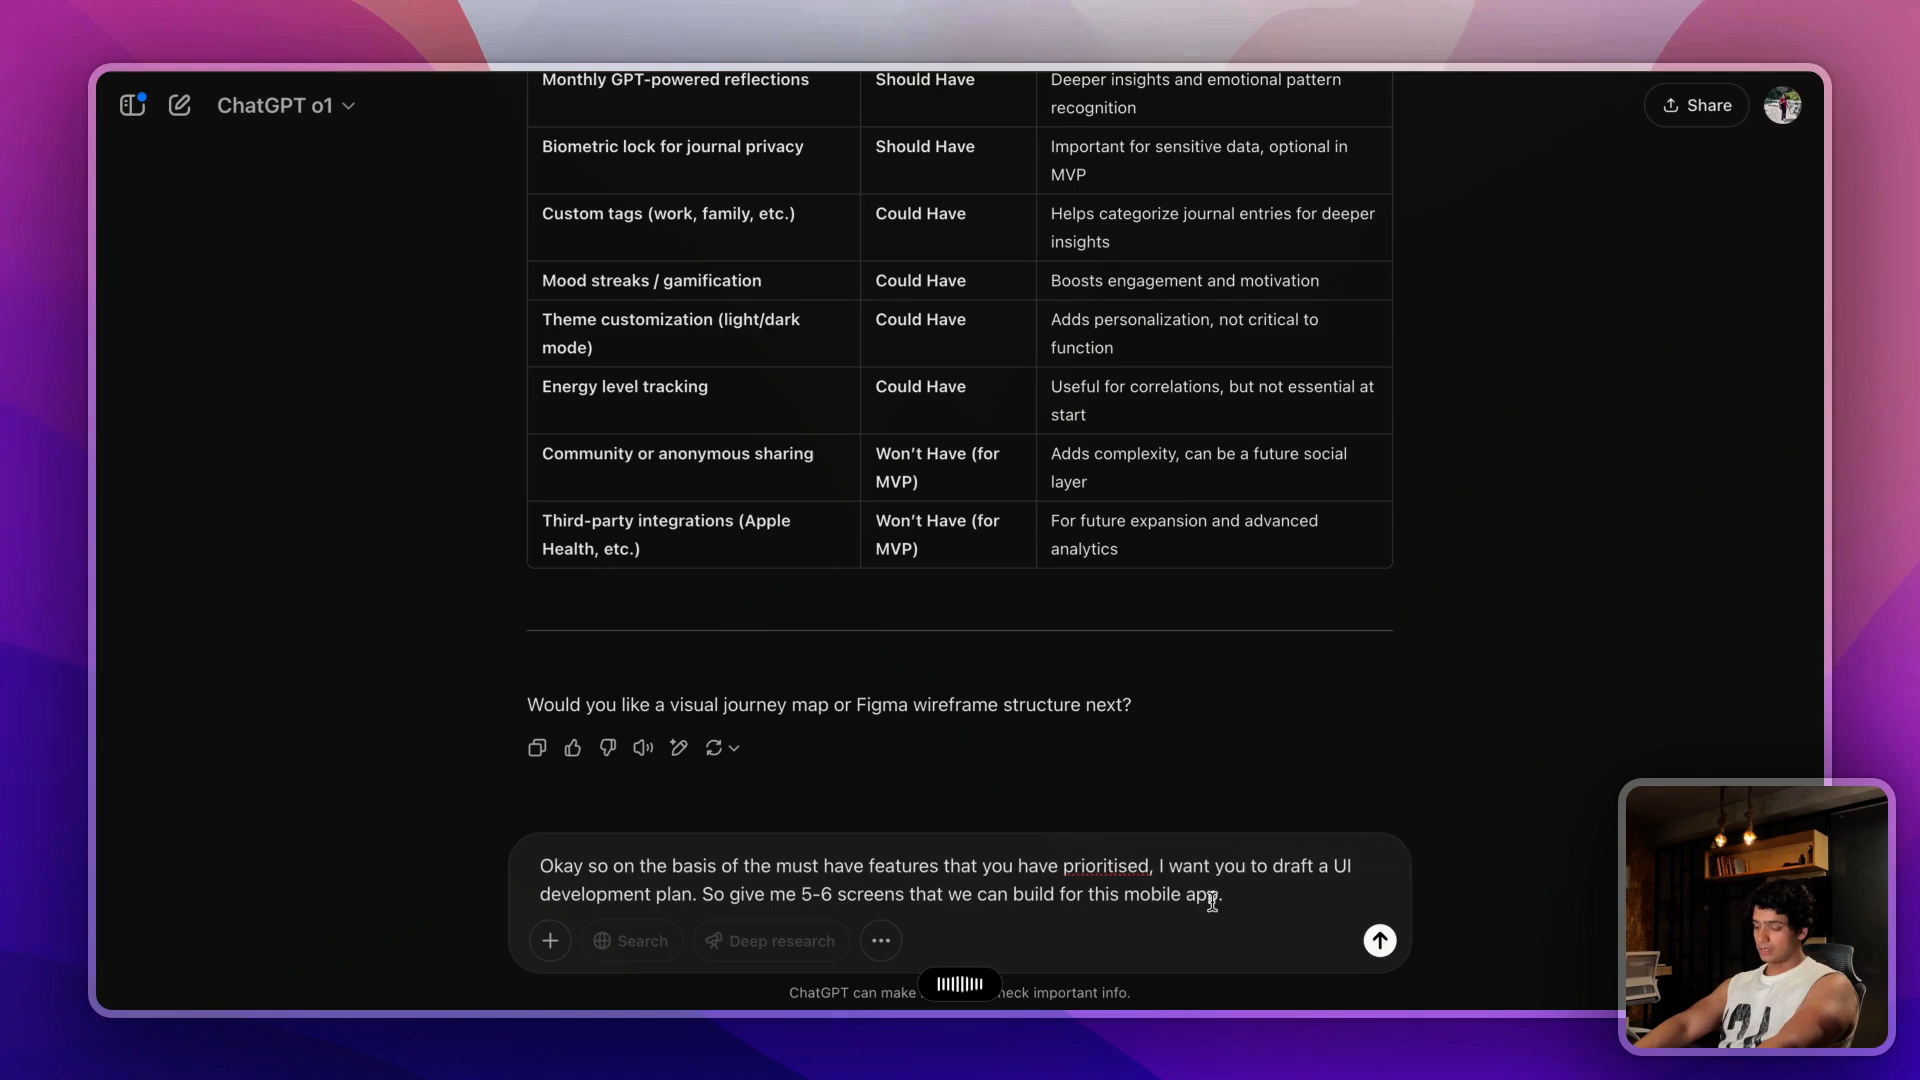 ChatGPT o1
Share
Monthly GPT-powered reflections
Should Have
Deeper insights and emotional pattern
recognition
Biometric lock for journal privacy
Should Have
Important for sensitive data, optional in
MVP
Custom tags (work, family, etc.)
Could Have
Helps categorize journal entries for deeper
insights
Mood streaks / gamification
Could Have
Boosts engagement and motivation
Theme customization (light/dark
mode)
Could Have
Adds personalization, not critical to
function
Energy level tracking
Could Have
Useful for correlations, but not essential at
start
Community or anonymous sharing
Won’t Have (for
MVP)
Adds complexity, can be a future social
layer
Third-party integrations (Apple
Health, etc.)
Won’t Have (for
MVP)
For future expansion and advanced
analytics
Would you like a visual journey map or Figma wireframe structure next?
Okay so on the basis of the must have features that you have prioritised, I want you to draft a UI
development plan. So give me 5-6 screens that we can build for this mobile app.
Search
Deep research
ChatGPT can make
important info.